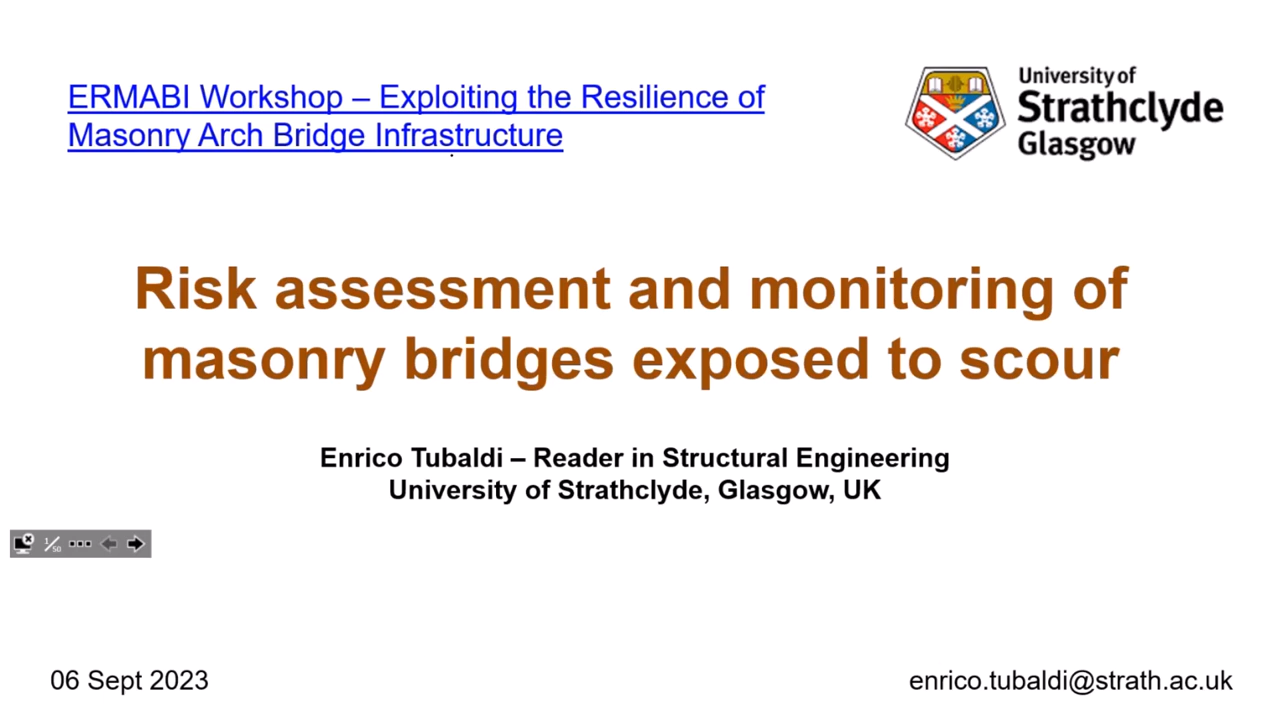 ERMABI Workshop – Exploiting the Resilience of
Masonry Arch Bridge Infrastructure
University of
Strathclyde
Glasgow
Risk assessment and monitoring of
masonry bridges exposed to scour
Enrico Tubaldi – Reader in Structural Engineering
University of Strathclyde, Glasgow, UK
1/50
06 Sept 2023
enrico.tubaldi@strath.ac.uk